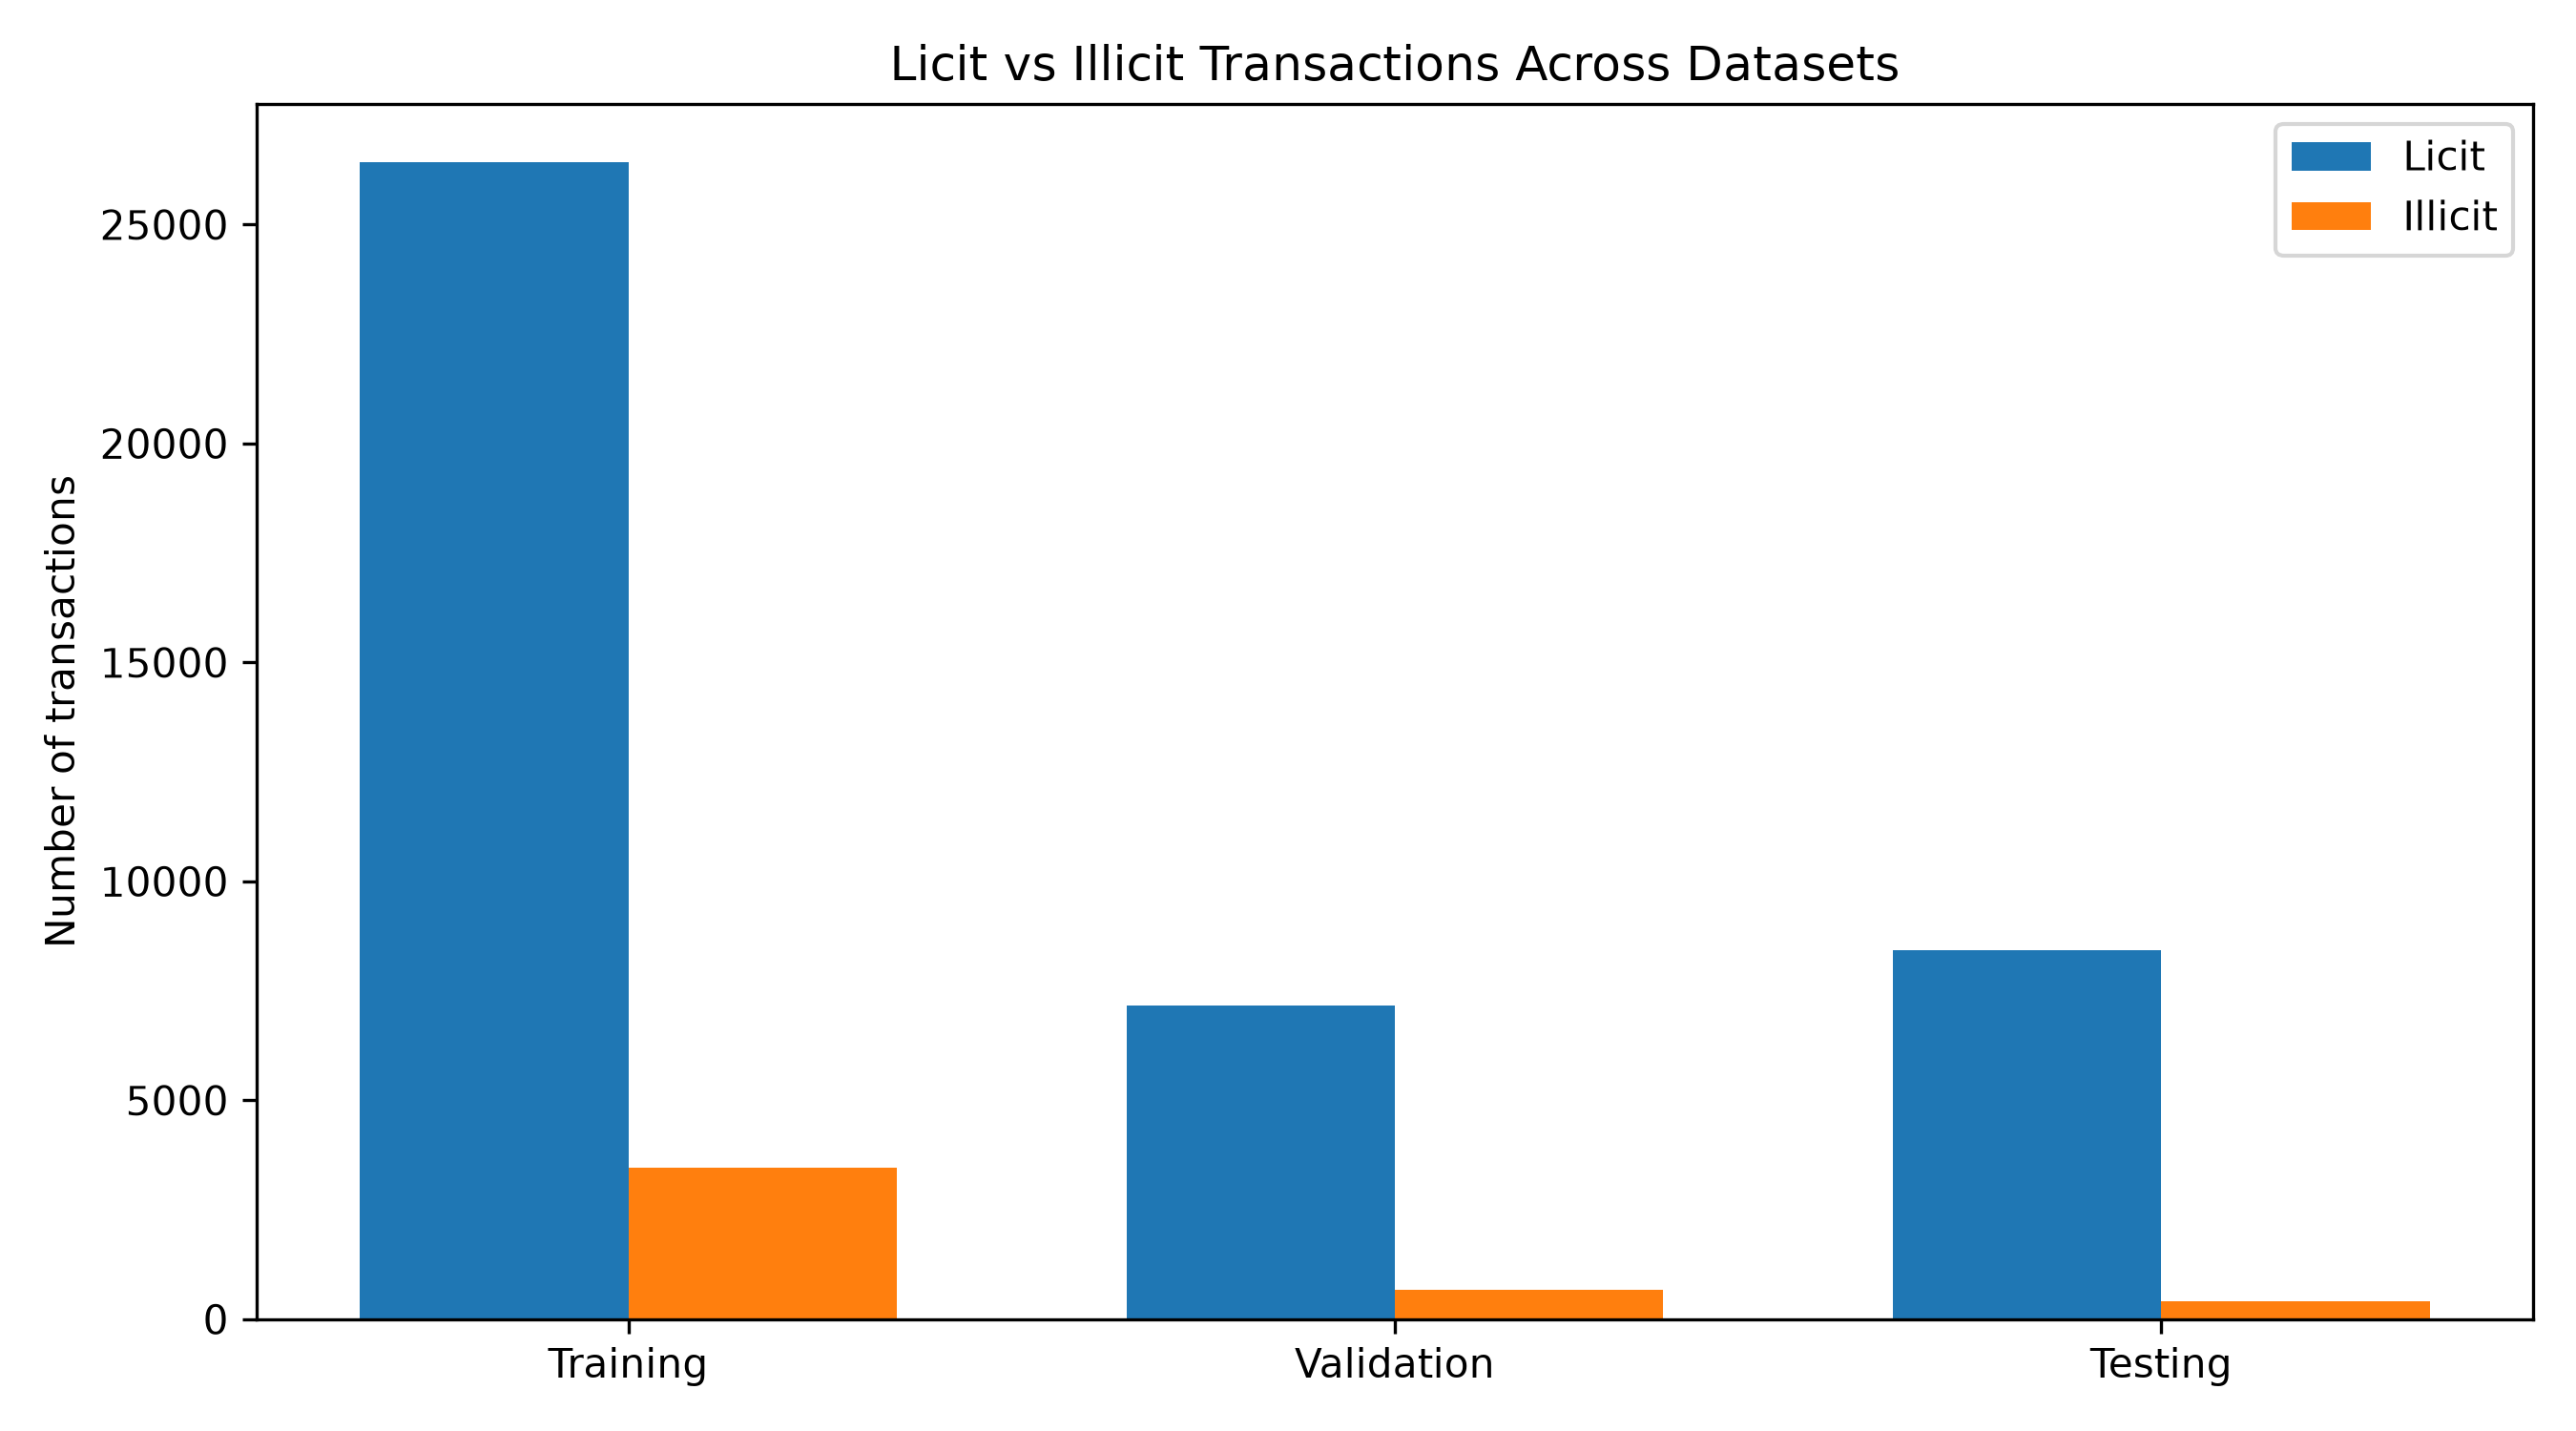 Licit vs Illicit Transactions Across Datasets
Licit
Illicit
Number of transactions
25000
20000
15000
10000
5000
0
Training
Validation
Testing